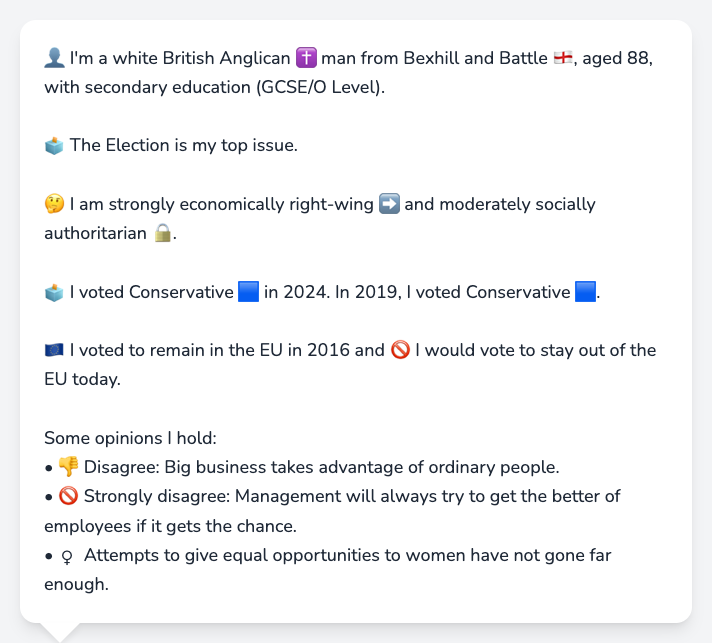 👤 I'm a white British Anglican ✝️ man from Bexhill and Battle 🏴󠁧󠁢󠁥󠁮󠁧󠁿, aged 88,
with secondary education (GCSE/O Level).
🗳️ The Election is my top issue.
🤔 I am strongly economically right-wing ➡️ and moderately socially
authoritarian 🔒.
🗳️ I voted Conservative 🟦 in 2024. In 2019, I voted Conservative 🟦.
🇪🇺 I voted to remain in the EU in 2016 and 🚫 I would vote to stay out of the
EU today.
Some opinions I hold:
• 👎 Disagree: Big business takes advantage of ordinary people.
• 🚫 Strongly disagree: Management will always try to get the better of
employees if it gets the chance.
• ♀ Attempts to give equal opportunities to women have not gone far
enough.